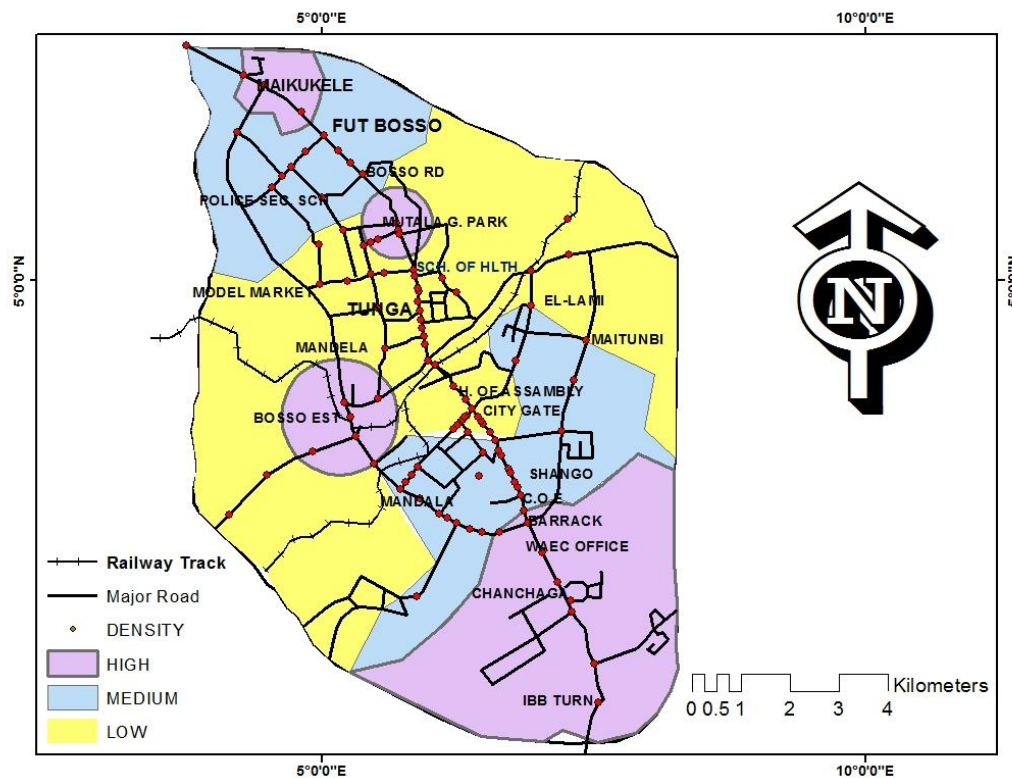 5°0'0"E
10°0'0"E
MAIKUKELE
FUT BOSSO
BOSSO RD
POLICE SEC. SCH
MUTALA G. PARK
SCH. OF HLTH
5°0'0"N
5°0'0"N
MODEL MARKET
TUNGA
EL-LAMI
N
MANDELA
MAITUNBI
H. OF ASSAMBLY
CITY GATE
BOSSO EST
SHANGO
MANDALA
C.O.E
BARRACK
WAEC OFFICE
CHANCHAGA
IBB TURN
Railway Track
Major Road
DENSITY
HIGH
MEDIUM
LOW
Kilometers
0 0.5 1 2 3 4
5°0'0"E
10°0'0"E